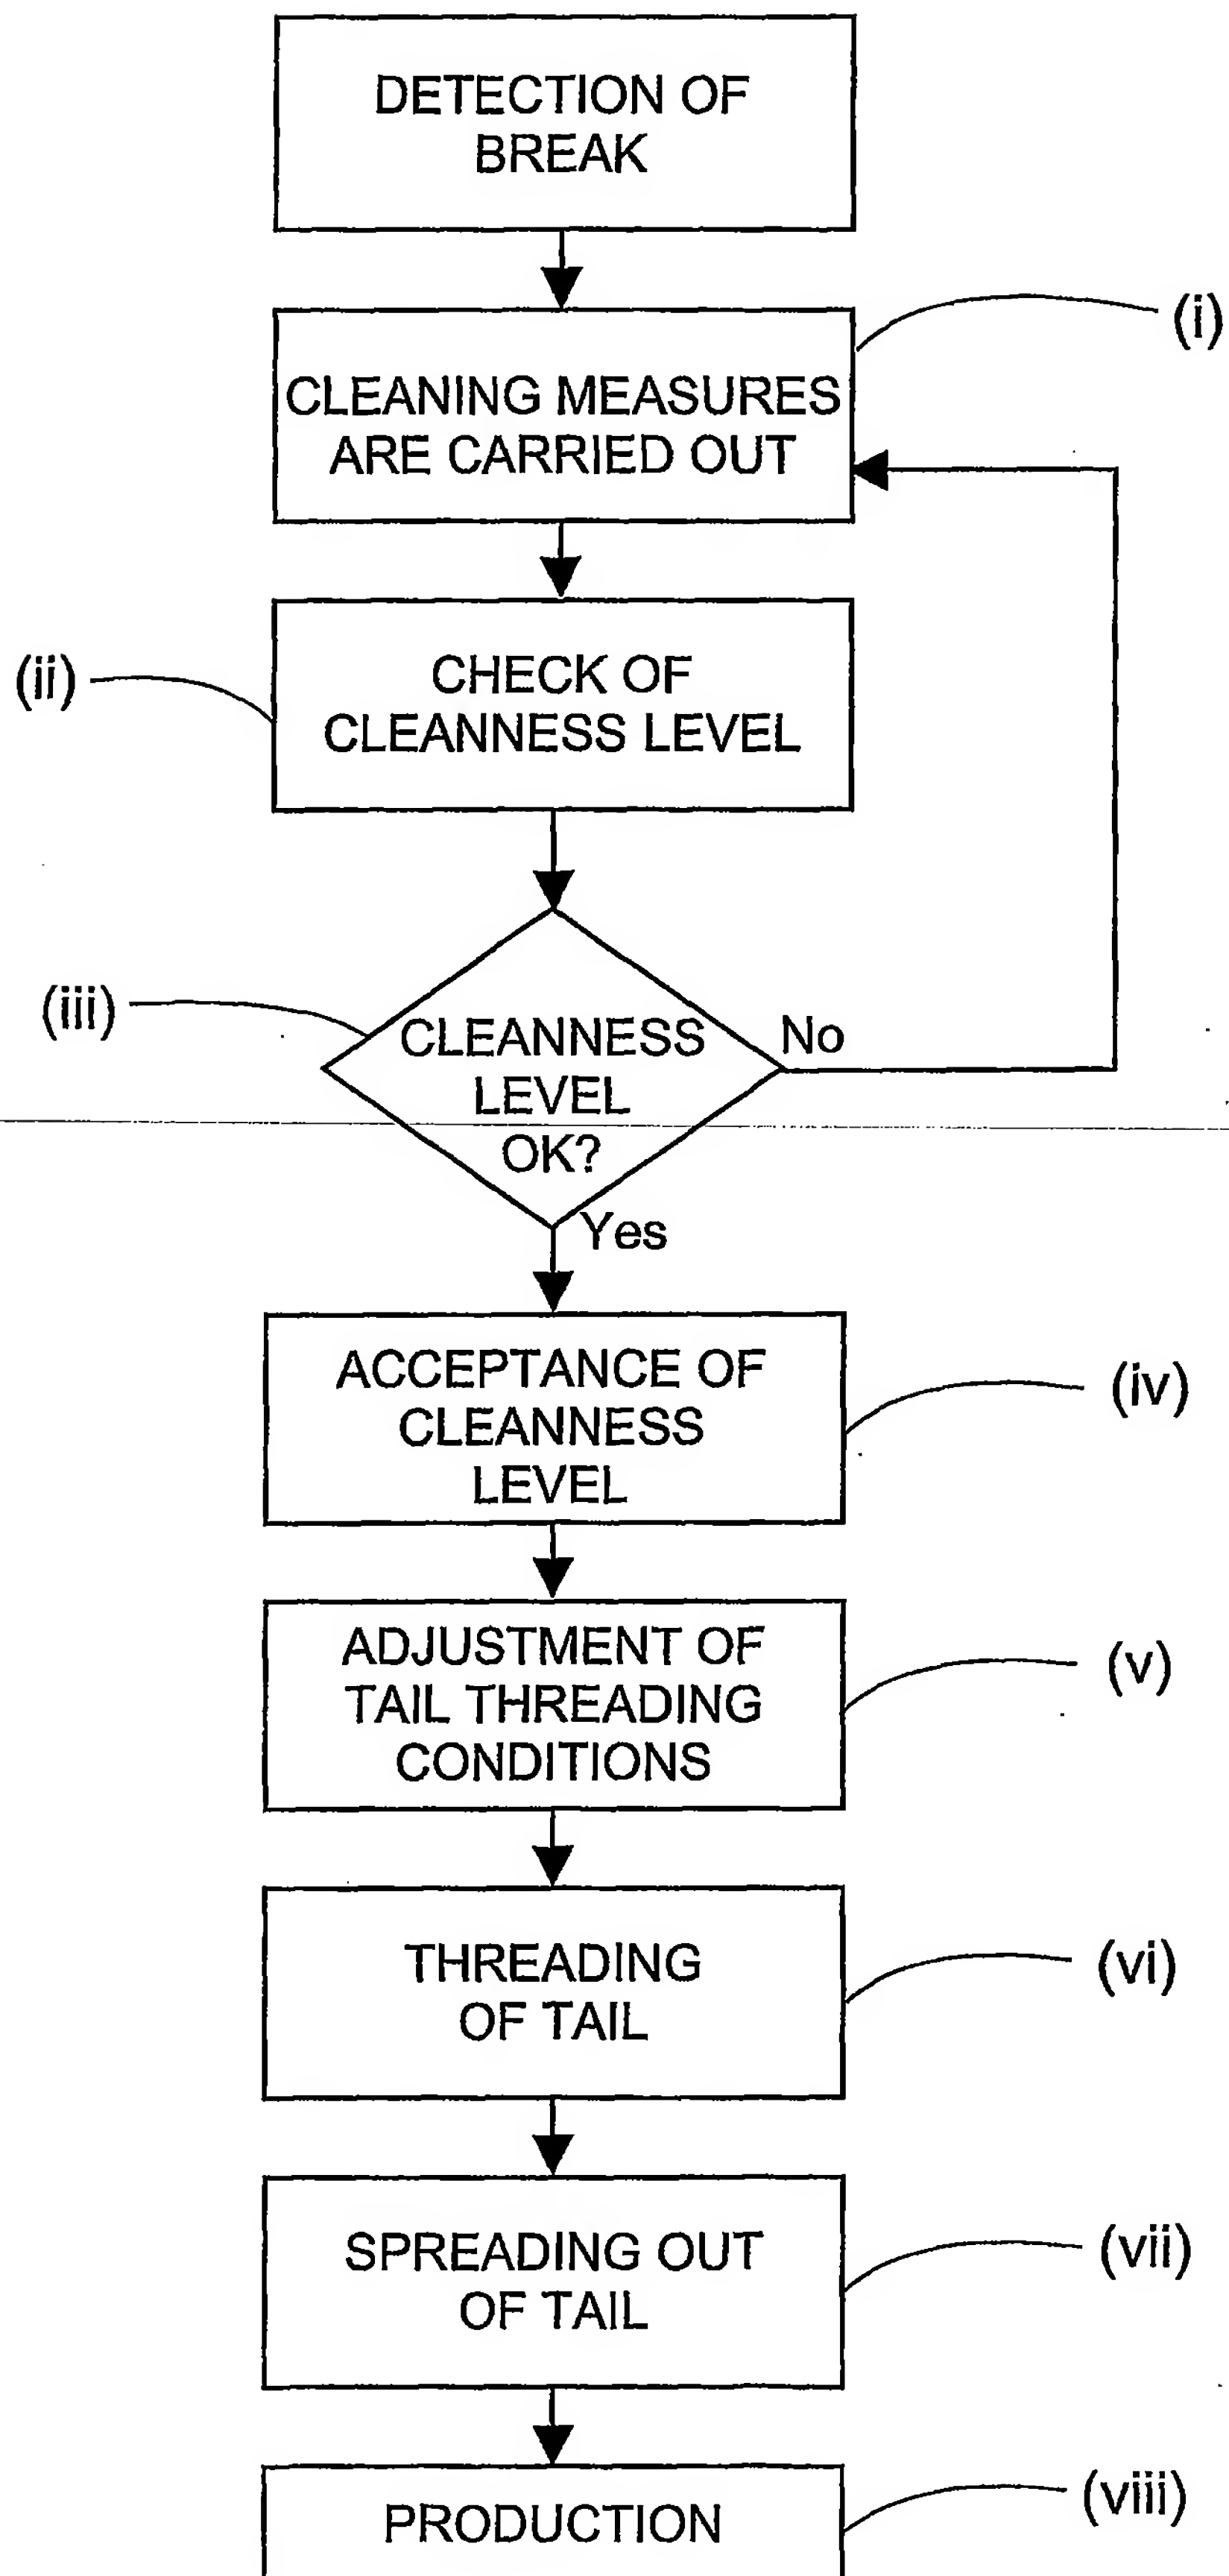 DETECTION OF
BREAK
(i)
CLEANING MEASURES
ARE CARRIED OUT
(ii)
CHECK OF
CLEANNESS LEVEL
(iii)
CLEANNESS
LEVEL
OK?
No
Yes
ACCEPTANCE OF
CLEANNESS
LEVEL
(iv)
ADJUSTMENT OF
TAIL THREADING
CONDITIONS
(v)
THREADING
OF TAIL
(vi)
SPREADING OUT
OF TAIL
(vii)
PRODUCTION
(viii)